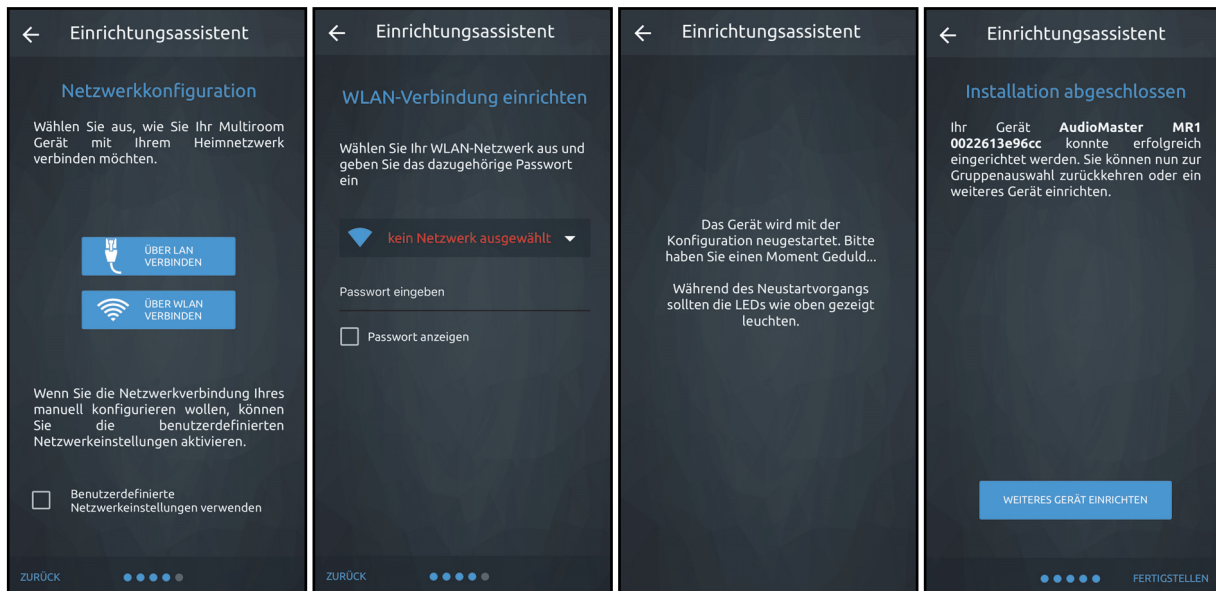 Einrichtungsassistent
Netzwerkkonfiguration
Wählen Sie aus, wie Sie Ihr Multiroom
Gerät mit Ihrem Heimnetzwerk
verbinden möchten.
ÜBER LAN
VERBINDEN
ÜBER WLAN
VERBINDEN
Wenn Sie die Netzwerkverbindung Ihres
manuell konfigurieren wollen, können
Sie die benutzerdefinierten
Netzwerkeinstellungen aktivieren.
Benutzerdefinierte
Netzwerkeinstellungen verwenden
ZURÜCK
Einrichtungsassistent
WLAN-Verbindung einrichten
Wählen Sie Ihr WLAN-Netzwerk aus und
geben Sie das dazugehörige Passwort
ein
kein Netzwerk ausgewählt
Passwort eingeben
Passwort anzeigen
ZURÜCK
Einrichtungsassistent
Das Gerät wird mit der
Konfiguration neugestartet. Bitte
haben Sie einen Moment Geduld...
Während des Neustartvorgangs
sollten die LEDs wie oben gezeigt
leuchten.
Einrichtungsassistent
Installation abgeschlossen
Ihr Gerät AudioMaster MR1
0022613e96cc konnte erfolgreich
eingerichtet werden. Sie können nun zur
Gruppenauswahl zurückkehren oder ein
weiteres Gerät einrichten.
WEITERES GERÄT EINRICHTEN
FERTIGSTELLEN